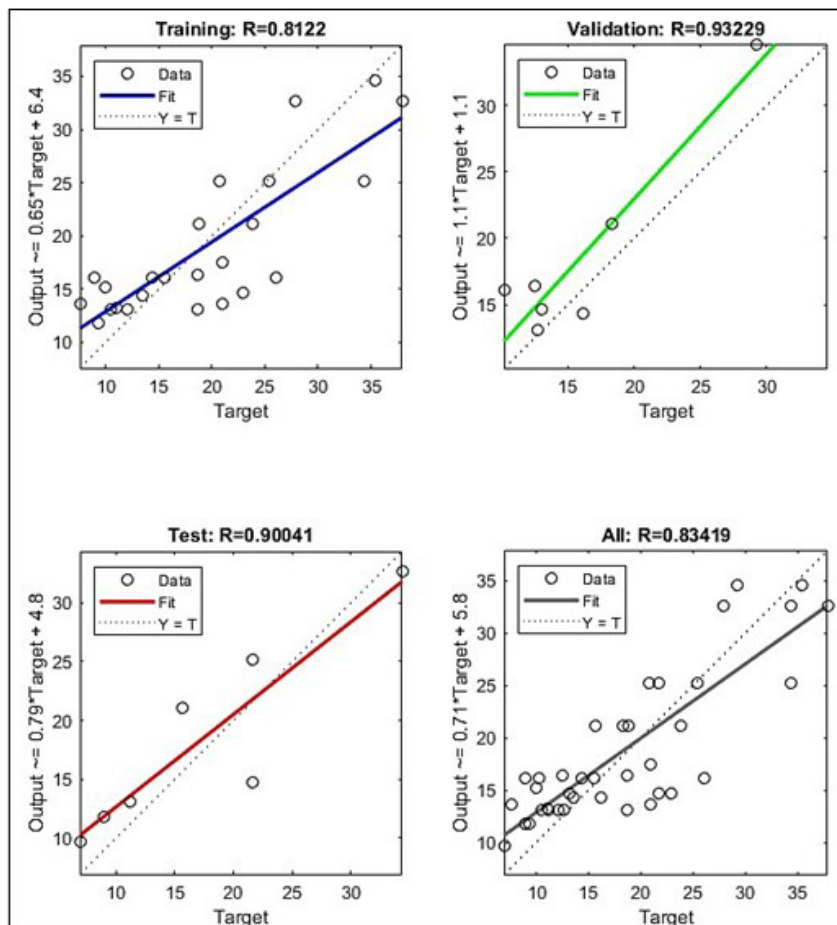 Training: R=0.8122
Output ~= 0.65*Target + 6.4
35
30
25
20
15
10
Data
Fit
Y = T
10 15 20 25 30 35
Target
Validation: R=0.93229
Output ~= 1.1*Target + 1.1
30
25
20
15
Data
Fit
Y = T
15 20 25 30
Target
Test: R=0.90041
Output ~= 0.79*Target + 4.8
30
25
20
15
10
Data
Fit
Y = T
10 15 20 25 30
Target
All: R=0.83419
Output ~= 0.71*Target + 5.8
35
30
25
20
15
10
Data
Fit
Y = T
10 15 20 25 30 35
Target